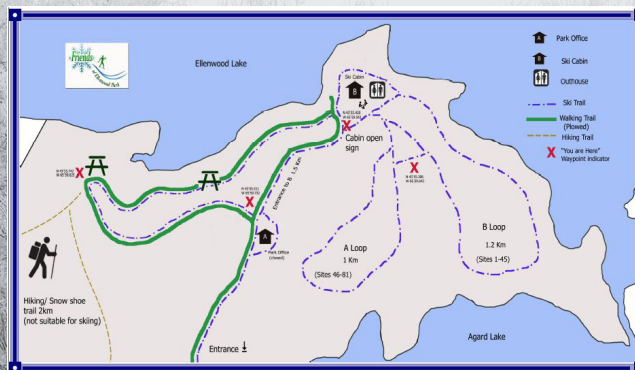 Friends
of Ellenwood Park
Ellenwood Lake
A
Park Office
B
Ski Cabin
Outhouse
Ski Trail
Walking Trail
(Plowed)
Hiking Trail
X
"You are Here"
Waypoint indicator
Ski Cabin
B
X
Cabin open
sign
X
X
X
Entrance to B 1.5 Km
A
Park Office
(closed)
A Loop
1 Km
(Sites 46-81)
B Loop
1.2 Km
(Sites 1-45)
Hiking/ Snow shoe
trail 2km
(not suitable for skiing)
Entrance
Agard Lake